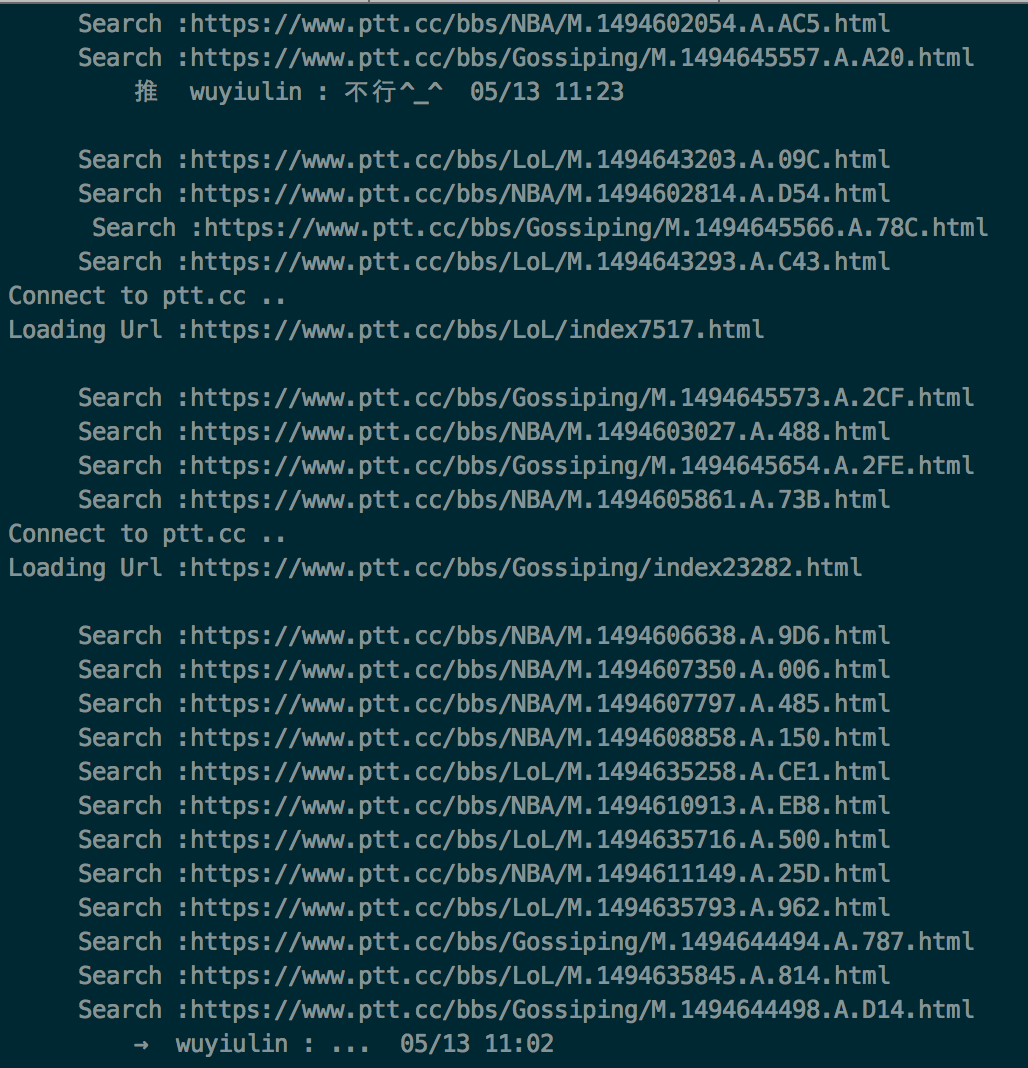 Search :https://www.ptt.cc/bbs/NBA/M.1494602054.A.AC5.html
Search :https://www.ptt.cc/bbs/Gossiping/M.1494645557.A.A20.html
推 wuyiulin : 不行^_^ 05/13 11:23
Search :https://www.ptt.cc/bbs/LoL/M.1494643203.A.09C.html
Search :https://www.ptt.cc/bbs/NBA/M.1494602814.A.D54.html
Search :https://www.ptt.cc/bbs/Gossiping/M.1494645566.A.78C.html
Search :https://www.ptt.cc/bbs/LoL/M.1494643293.A.C43.html
Connect to ptt.cc ..
Loading Url :https://www.ptt.cc/bbs/LoL/index7517.html
Search :https://www.ptt.cc/bbs/Gossiping/M.1494645573.A.2CF.html
Search :https://www.ptt.cc/bbs/NBA/M.1494603027.A.488.html
Search :https://www.ptt.cc/bbs/Gossiping/M.1494645654.A.2FE.html
Search :https://www.ptt.cc/bbs/NBA/M.1494605861.A.73B.html
Connect to ptt.cc ..
Loading Url :https://www.ptt.cc/bbs/Gossiping/index23282.html
Search :https://www.ptt.cc/bbs/NBA/M.1494606638.A.9D6.html
Search :https://www.ptt.cc/bbs/NBA/M.1494607350.A.006.html
Search :https://www.ptt.cc/bbs/NBA/M.1494607797.A.485.html
Search :https://www.ptt.cc/bbs/NBA/M.1494608858.A.150.html
Search :https://www.ptt.cc/bbs/LoL/M.1494635258.A.CE1.html
Search :https://www.ptt.cc/bbs/NBA/M.1494610913.A.EB8.html
Search :https://www.ptt.cc/bbs/LoL/M.1494635716.A.500.html
Search :https://www.ptt.cc/bbs/NBA/M.1494611149.A.25D.html
Search :https://www.ptt.cc/bbs/LoL/M.1494635793.A.962.html
Search :https://www.ptt.cc/bbs/Gossiping/M.1494644494.A.787.html
Search :https://www.ptt.cc/bbs/LoL/M.1494635845.A.814.html
Search :https://www.ptt.cc/bbs/Gossiping/M.1494644498.A.D14.html
→ wuyiulin : ... 05/13 11:02